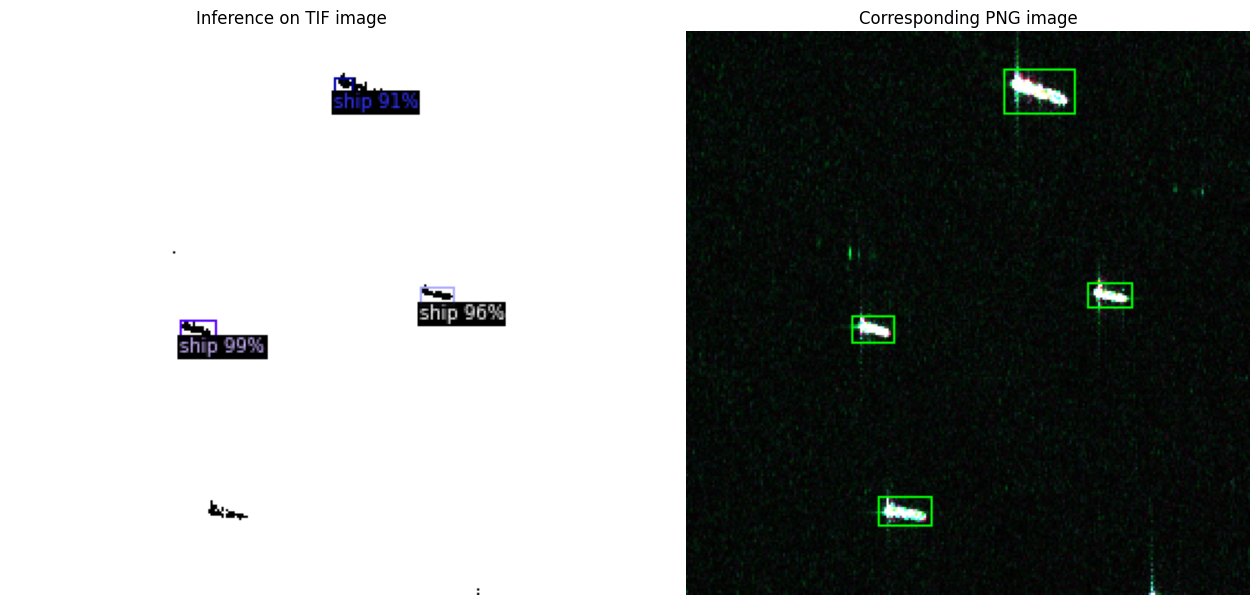 Inference on TIF image
Corresponding PNG image
ship 91%
ship 96%
ship 99%